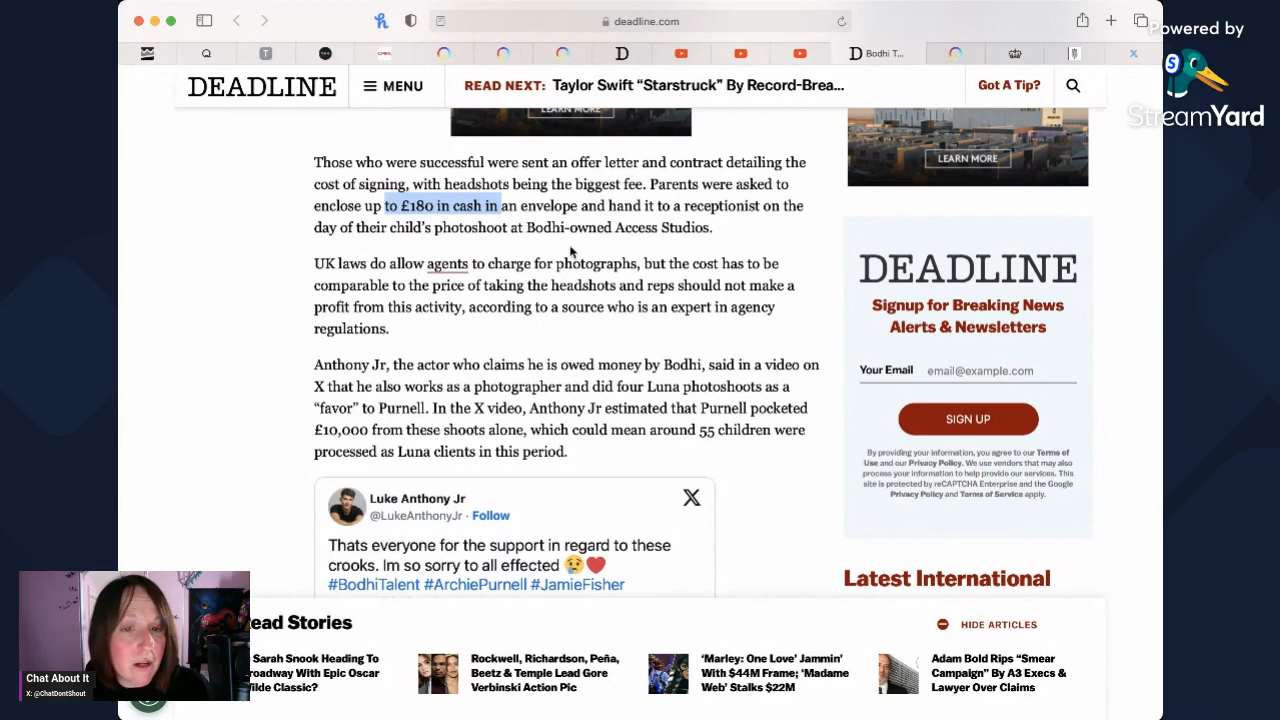 deadline.com
Powered by
StreamYard
D Bodhi T...
DEADLINE
MENU
READ NEXT: Taylor Swift “Starstruck” By Record-Brea...
Got A Tip?
LEARN MORE
LEARN MORE
Those who were successful were sent an offer letter and contract detailing the
cost of signing, with headshots being the biggest fee. Parents were asked to
enclose up to £180 in cash in an envelope and hand it to a receptionist on the
day of their child’s photoshoot at Bodhi-owned Access Studios.
UK laws do allow agents to charge for photographs, but the cost has to be
comparable to the price of taking the headshots and reps should not make a
profit from this activity, according to a source who is an expert in agency
regulations.
Anthony Jr, the actor who claims he is owed money by Bodhi, said in a video on
X that he also works as a photographer and did four Luna photoshoots as a
“favor” to Purnell. In the X video, Anthony Jr estimated that Purnell pocketed
£10,000 from these shoots alone, which could mean around 55 children were
processed as Luna clients in this period.
Luke Anthony Jr
@LukeAnthonyJr · Follow
Thats everyone for the support in regard to these
crooks. Im so sorry to all effected 😢❤️
#BodhiTalent #ArchiePurnell #JamieFisher
DEADLINE
Signup for Breaking News
Alerts & Newsletters
Your Email
email@example.com
SIGN UP
By providing your information, you agree to our Terms of
Use and our Privacy Policy. We use vendors that may also
process your information to help provide our services. This
site is protected by reCAPTCHA Enterprise and the Google
Privacy Policy and Terms of Service apply.
Latest International
ead Stories
HIDE ARTICLES
Sarah Snook Heading To
roadway With Epic Oscar
Wilde Classic?
Rockwell, Richardson, Peña,
Beetz & Temple Lead Gore
Verbinski Action Pic
‘Marley: One Love’ Jammin’
With $44M Frame; ‘Madame
Web’ Stalks $22M
Adam Bold Rips “Smear
Campaign” By A3 Execs &
Lawyer Over Claims
Chat About It
X: @ChatDontShout